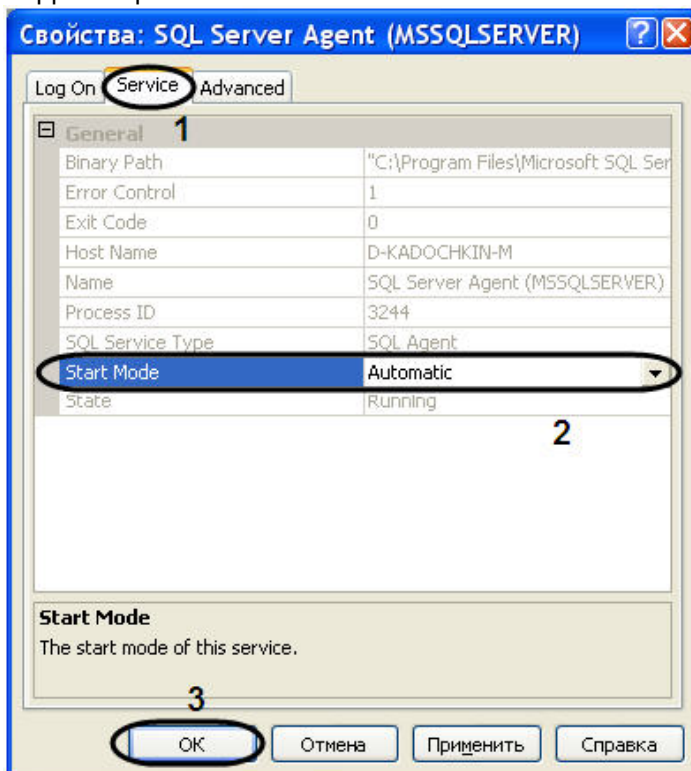 Свойства: SQL Server Agent (MSSQLSERVER)
Log On Service Advanced
1
General
Binary Path "C:\Program Files\Microsoft SQL Ser
Error Control 1
Exit Code 0
Host Name D-KADOCHKIN-M
Name SQL Server Agent (MSSQLSERVER)
Process ID 3244
SQL Service Type SQL Agent
Start Mode Automatic
State Running
2
Start Mode
The start mode of this service.
3
ОК Отмена Применить Справка